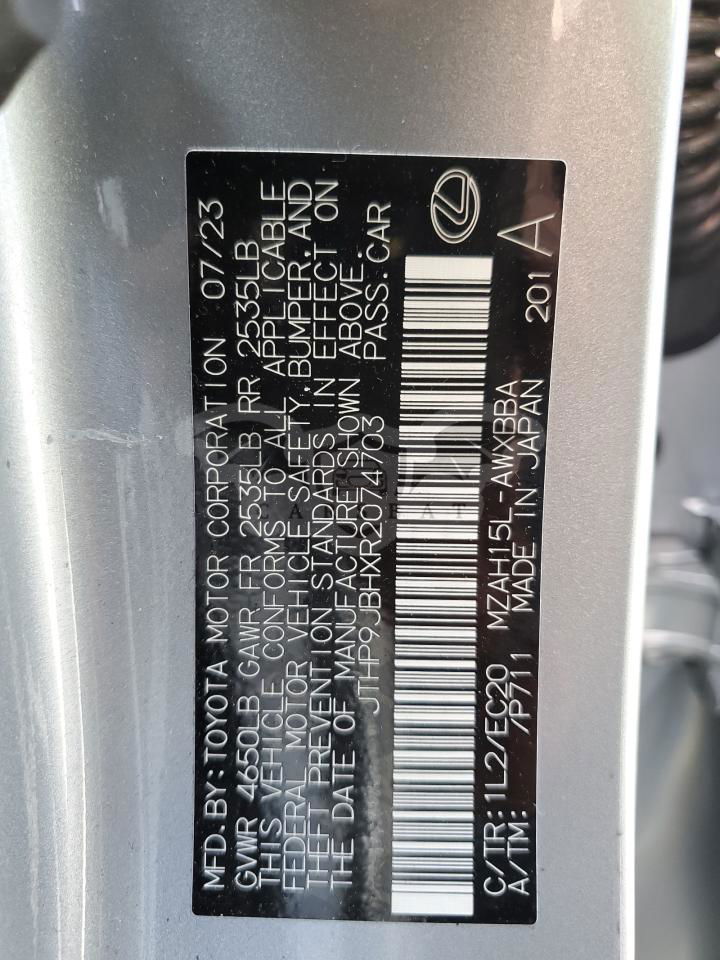 MFD. BY: TOYOTA MOTOR CORPORATION 07/23
GVWR 4650LB GAWR FR 2535LB RR 2535LB
THIS VEHICLE CONFORMS TO ALL APPLICABLE
FEDERAL MOTOR VEHICLE SAFETY, BUMPER, AND
THEFT PREVENTION STANDARDS IN EFFECT ON
THE DATE OF MANUFACTURE SHOWN ABOVE.
JTHP9JBHXR2074703 PASS. CAR
C/TR: 1L2/EC20 MZAH15L-AWXBBA
A/TM: /P711 MADE IN JAPAN
201 A